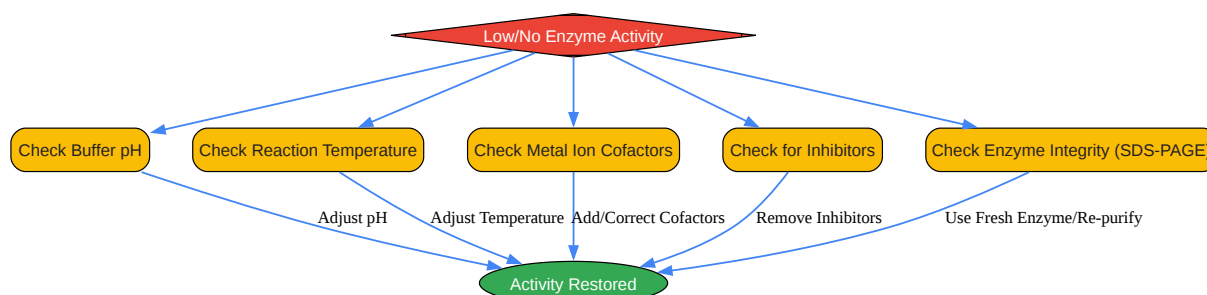 Low/No Enzyme Activity
Check Buffer pH
Check Reaction Temperature
Check Metal Ion Cofactors
Check for Inhibitors
Check Enzyme Integrity (SDS-PAGE)
Adjust pH
Adjust Temperature
Add/Correct Cofactors
Remove Inhibitors
Use Fresh Enzyme/Re-purify
Activity Restored